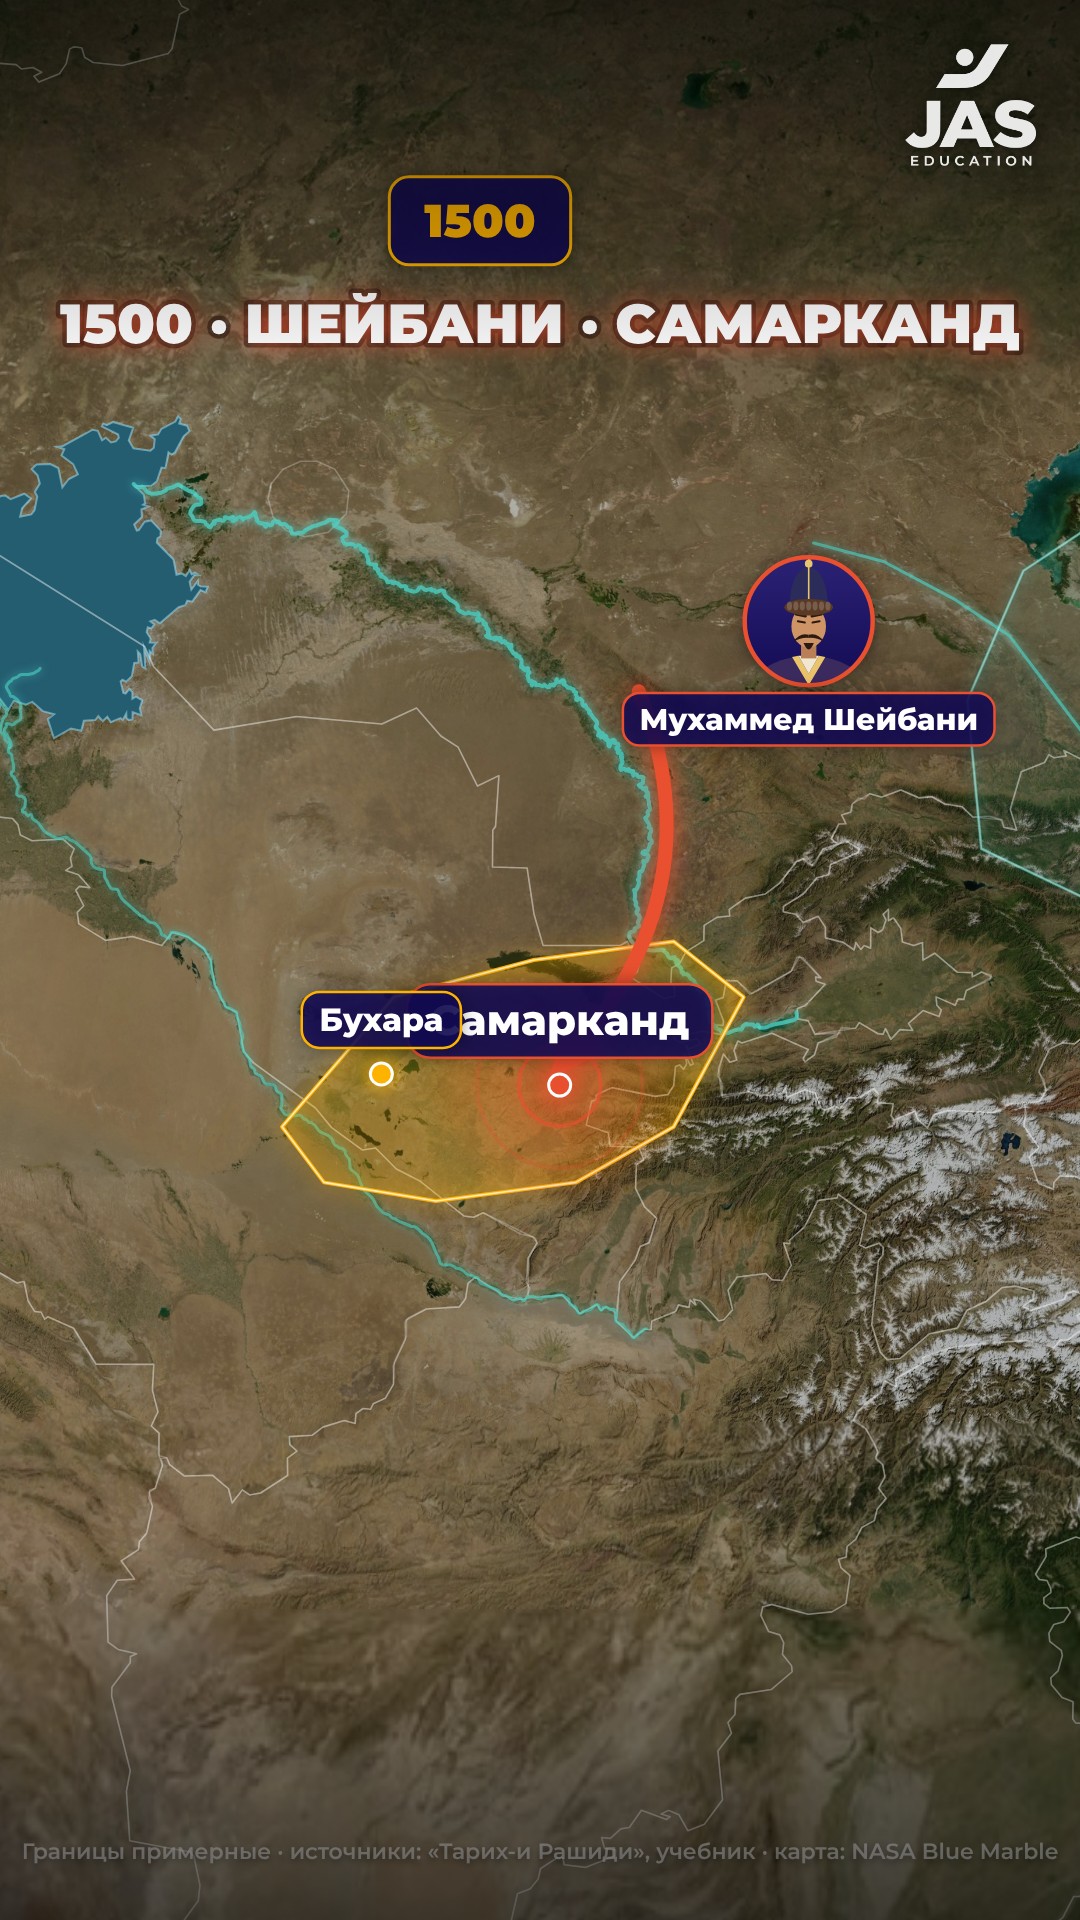 JAS
EDUCATION
1500
1500 • ШЕЙБАНИ • САМАРКАНД
Мухаммед Шейбани
Бухара
амарканд
Границы примерные · источники: «Тарих-и Рашиди», учебник · карта: NASA Blue Marble